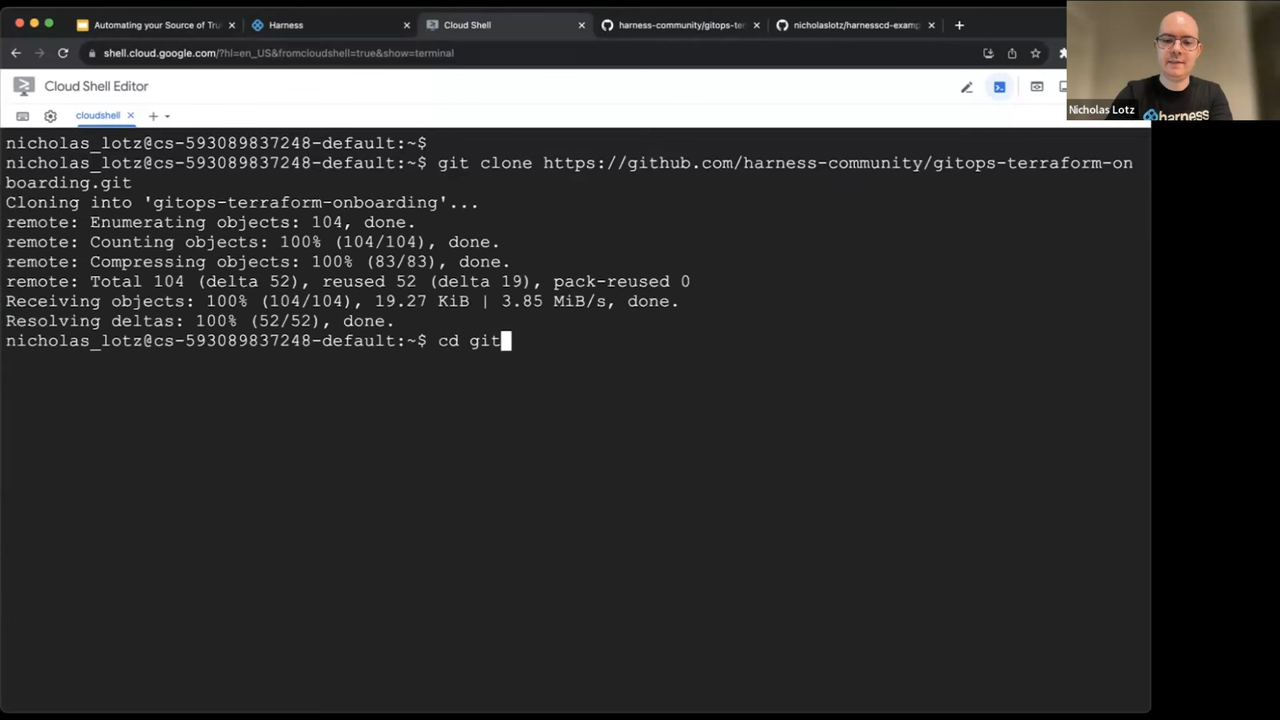 Automating your Source of Tru
Harness
Cloud Shell
harness-community/gitops-ter
nicholaslotz/harnesscd-examp
shell.cloud.google.com/?hl=en_US&fromcloudshell=true&show=terminal
Cloud Shell Editor
Nicholas Lotz
harness
cloudshell
nicholas_lotz@cs-593089837248-default:~$
nicholas_lotz@cs-593089837248-default:~$ git clone https://github.com/harness-community/gitops-terraform-on
boarding.git
Cloning into 'gitops-terraform-onboarding'...
remote: Enumerating objects: 104, done.
remote: Counting objects: 100% (104/104), done.
remote: Compressing objects: 100% (83/83), done.
remote: Total 104 (delta 52), reused 52 (delta 19), pack-reused 0
Receiving objects: 100% (104/104), 19.27 KiB | 3.85 MiB/s, done.
Resolving deltas: 100% (52/52), done.
nicholas_lotz@cs-593089837248-default:~$ cd git